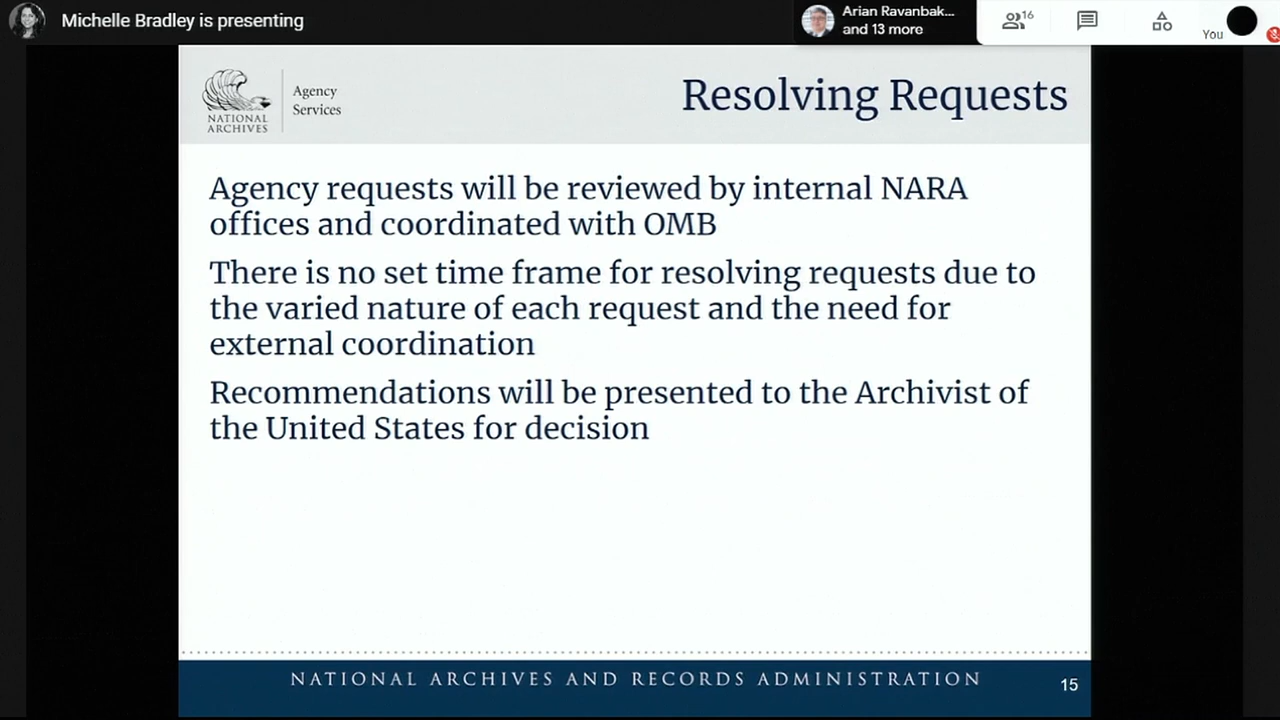 Michelle Bradley is presenting
Arian Ravanbak...
and 13 more
16
You
NATIONAL
ARCHIVES
Agency
Services
Resolving Requests
Agency requests will be reviewed by internal NARA
offices and coordinated with OMB
There is no set time frame for resolving requests due to
the varied nature of each request and the need for
external coordination
Recommendations will be presented to the Archivist of
the United States for decision
NATIONAL ARCHIVES AND RECORDS ADMINISTRATION
15